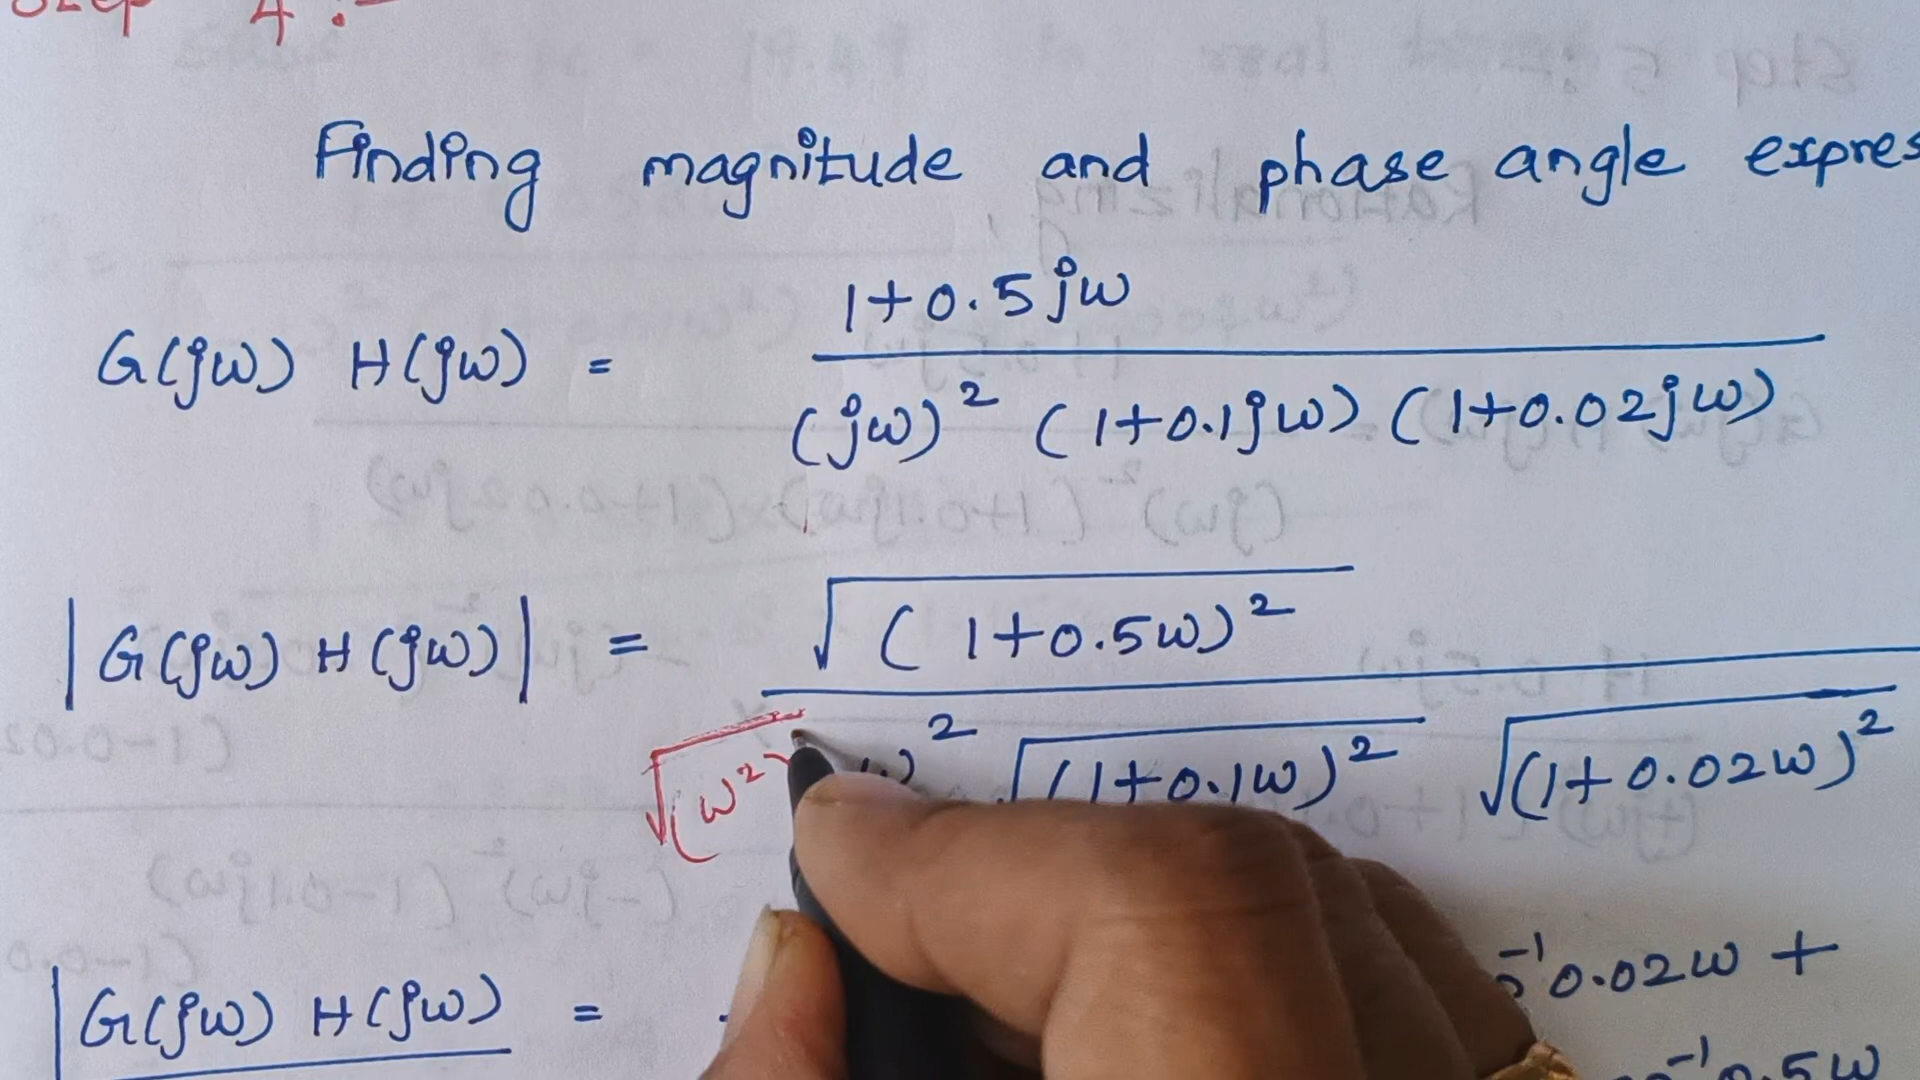 Step 4:-
Finding magnitude and phase angle expres
1+0.5jω
G(jω) H(jω) =
(jω)² (1+0.1jω) (1+0.02jω)
√(1+0.5ω)²
|G(jω) H(jω)| =
√(ω² ω)² √(1+0.1ω)² √(1+0.02ω)²
⁻¹0.02ω +
|G(jω) H(jω) =
⁻¹0.5ω